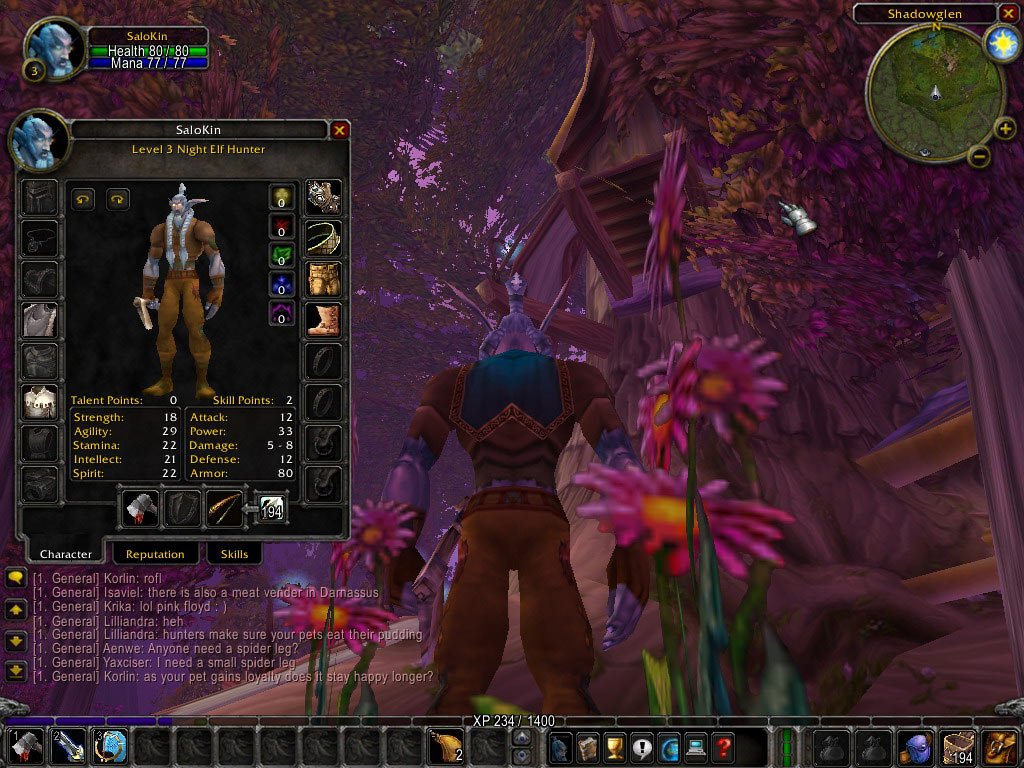 SaloKin
Health 80 / 80
Mana 77 / 77
3
Shadowglen
N
SaloKin
Level 3 Night Elf Hunter
0
0
0
0
0
Talent Points: 0 Skill Points: 2
Strength: 18 Attack: 12
Agility: 29 Power: 33
Stamina: 22 Damage: 5 - 8
Intellect: 21 Defense: 12
Spirit: 22 Armor: 80
194
Character Reputation Skills
[1. General] Korlin: rofl
[1. General] Isaviel: there is also a meat vender in Darnassus
[1. General] Krika: lol pink floyd : )
[1. General] Lilliandra: heh
[1. General] Lilliandra: hunters make sure your pets eat their pudding
[1. General] Aenwe: Anyone need a spider leg?
[1. General] Yaxciser: I need a small spider leg
[1. General] Korlin: as your pet gains loyally does it stay happy longer?
XP 234 / 1400
1 2 3 2 194